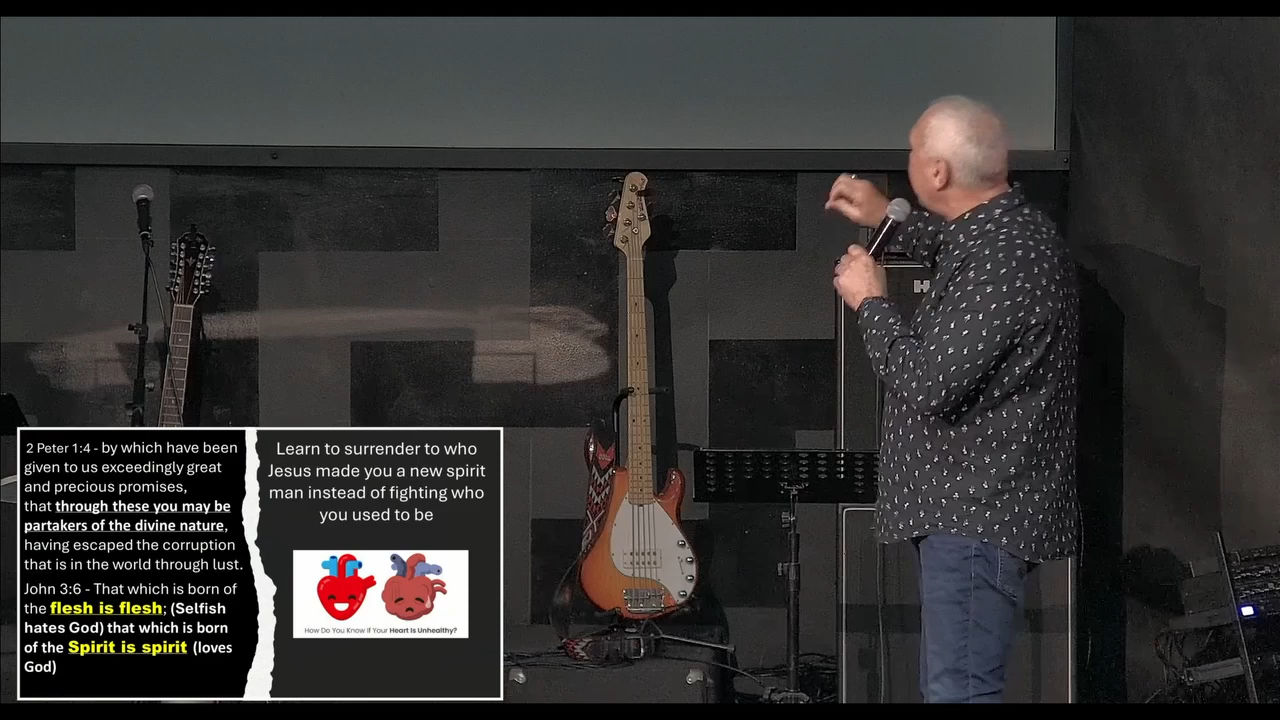 2 Peter 1:4 - by which have been
given to us exceedingly great
and precious promises,
that through these you may be
partakers of the divine nature,
having escaped the corruption
that is in the world through lust.
John 3:6 - That which is born of
the flesh is flesh; (Selfish
hates God) that which is born
of the Spirit is spirit (loves
God)
Learn to surrender to who
Jesus made you a new spirit
man instead of fighting who
you used to be
How Do You Know if Your Heart Is Unhealthy?
H